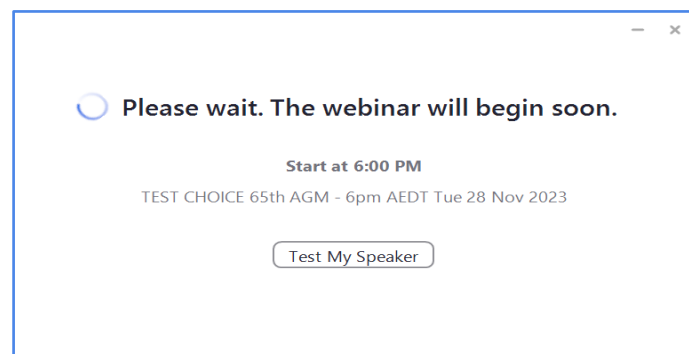 Please wait. The webinar will begin soon.
Start at 6:00 PM
TEST CHOICE 65th AGM - 6pm AEDT Tue 28 Nov 2023
Test My Speaker